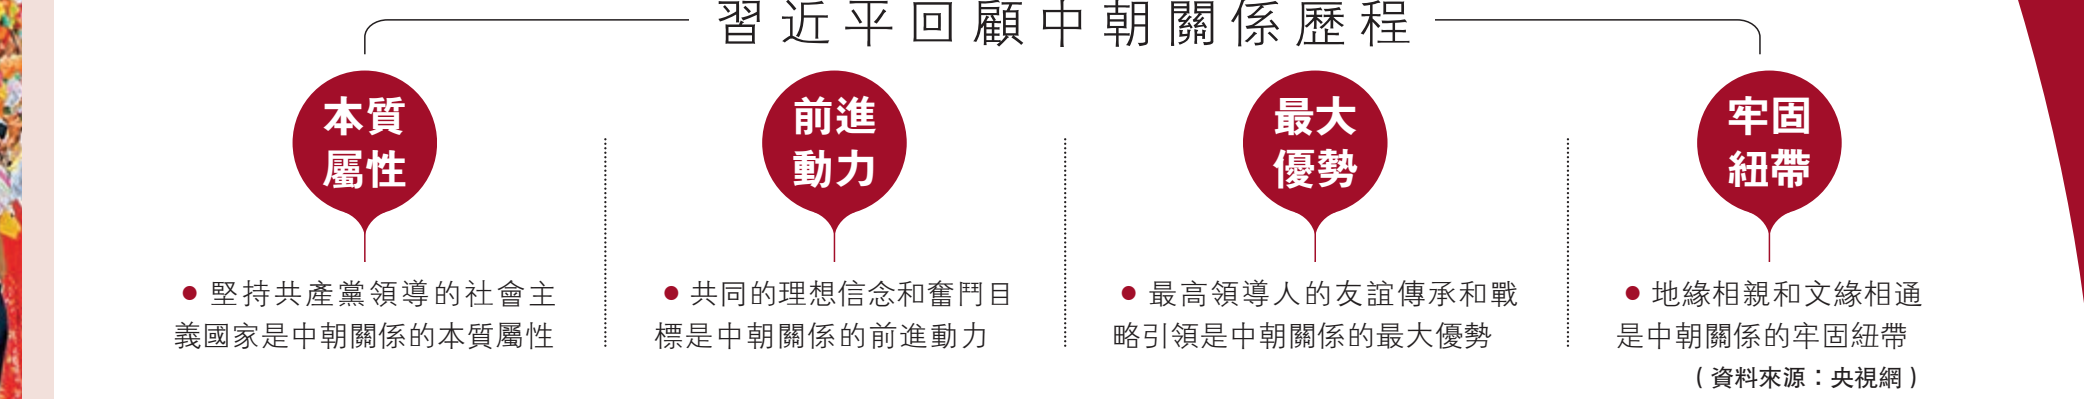 習近平回顧中朝關係歷程
本質
屬性
● 堅持共產黨領導的社會主
義國家是中朝關係的本質屬性
前進
動力
● 共同的理想信念和奮鬥目
標是中朝關係的前進動力
最大
優勢
● 最高領導人的友誼傳承和戰
略引領是中朝關係的最大優勢
牢固
紐帶
● 地緣相親和文緣相通
是中朝關係的牢固紐帶
（資料來源：央視網）